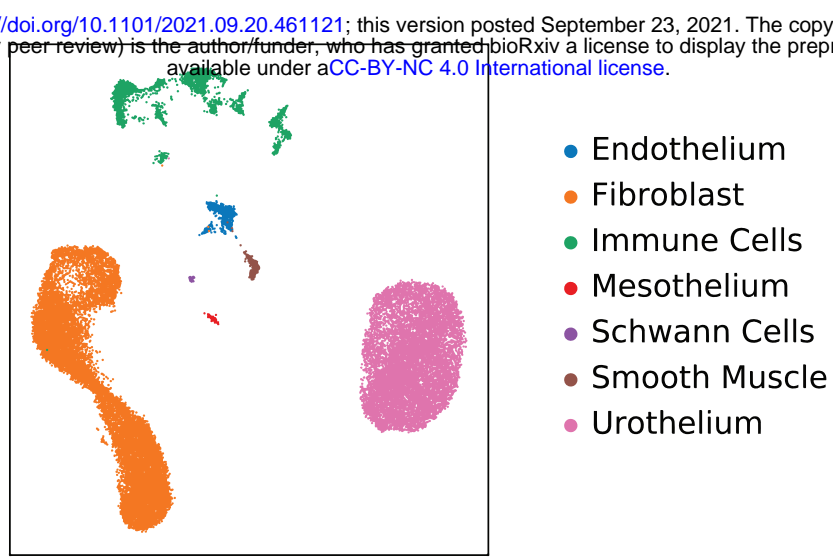 //doi.org/10.1101/2021.09.20.461121; this version posted September 23, 2021. The copy
peer review) is the author/funder, who has granted bioRxiv a license to display the prepr
available under aCC-BY-NC 4.0 International license.
Endothelium
Fibroblast
Immune Cells
Mesothelium
Schwann Cells
Smooth Muscle
Urothelium